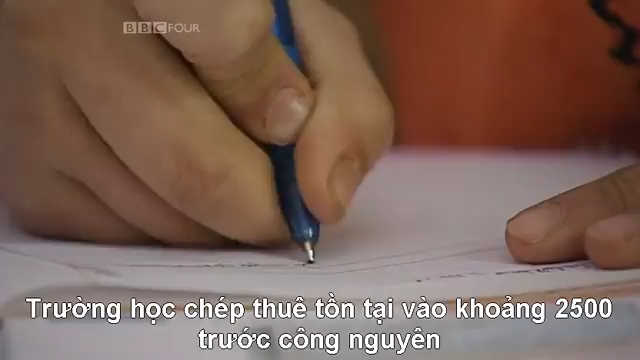 BBC FOUR
Trường học chép thuê tồn tại vào khoảng 2500
trước công nguyên